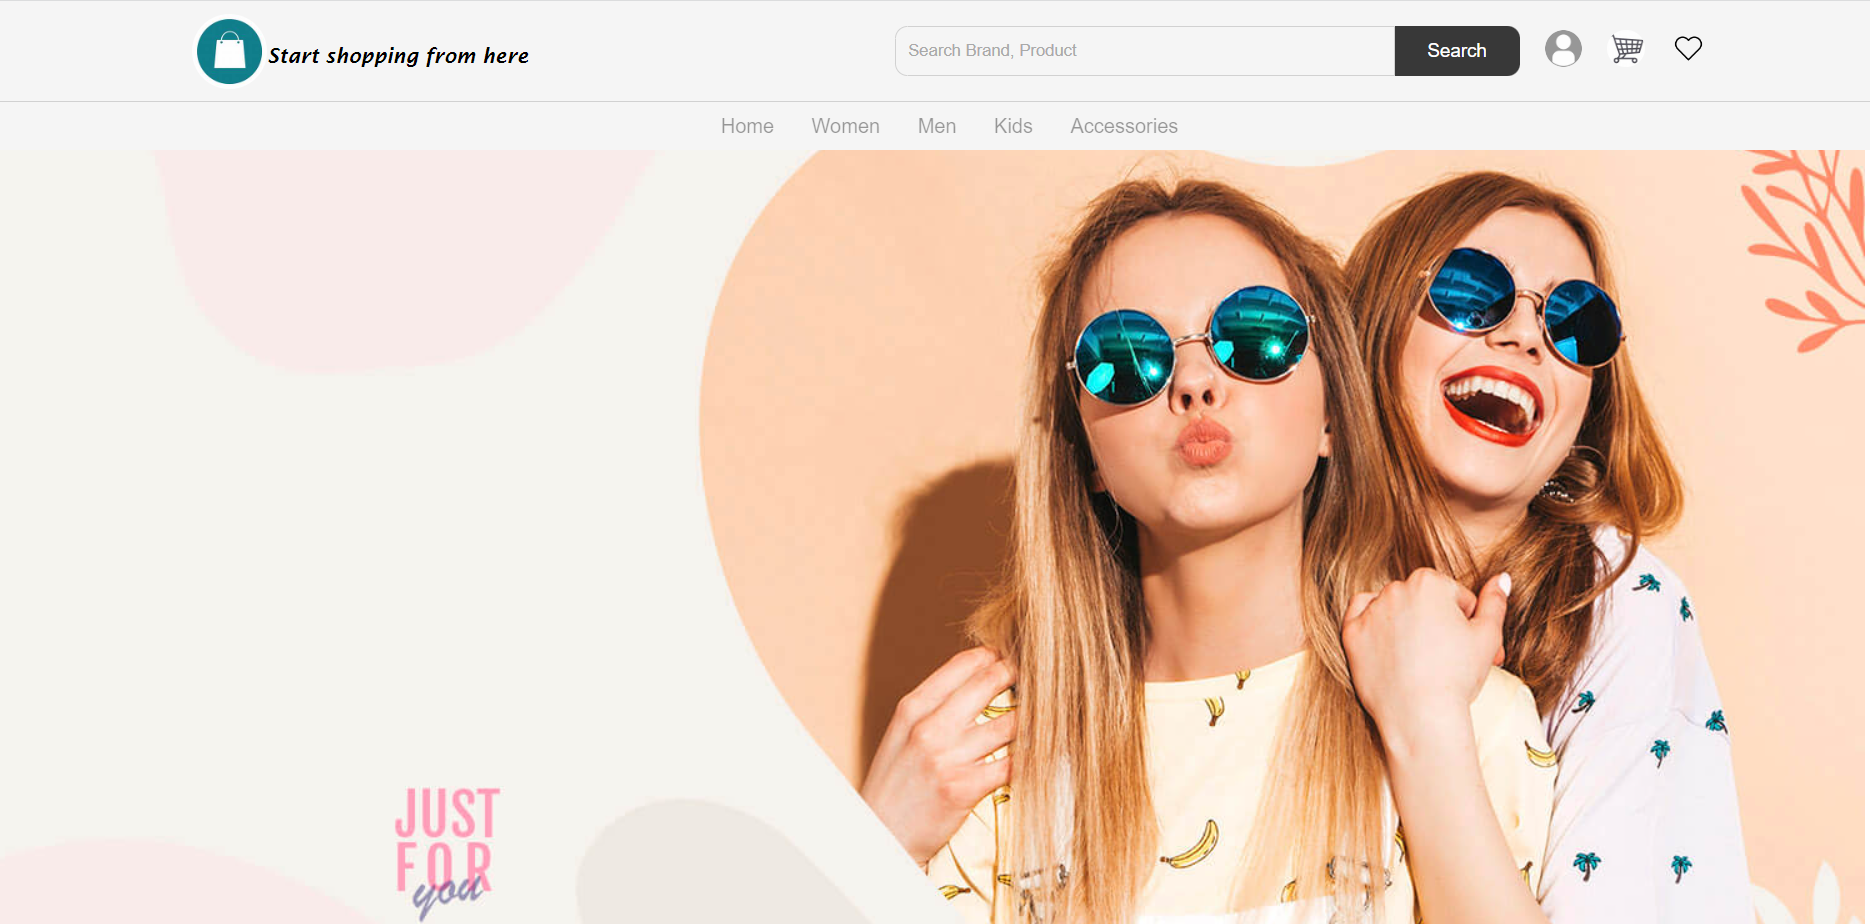 Start shopping from here
Search Brand, Product
Search
Home Women Men Kids Accessories
JUST
FOR
you